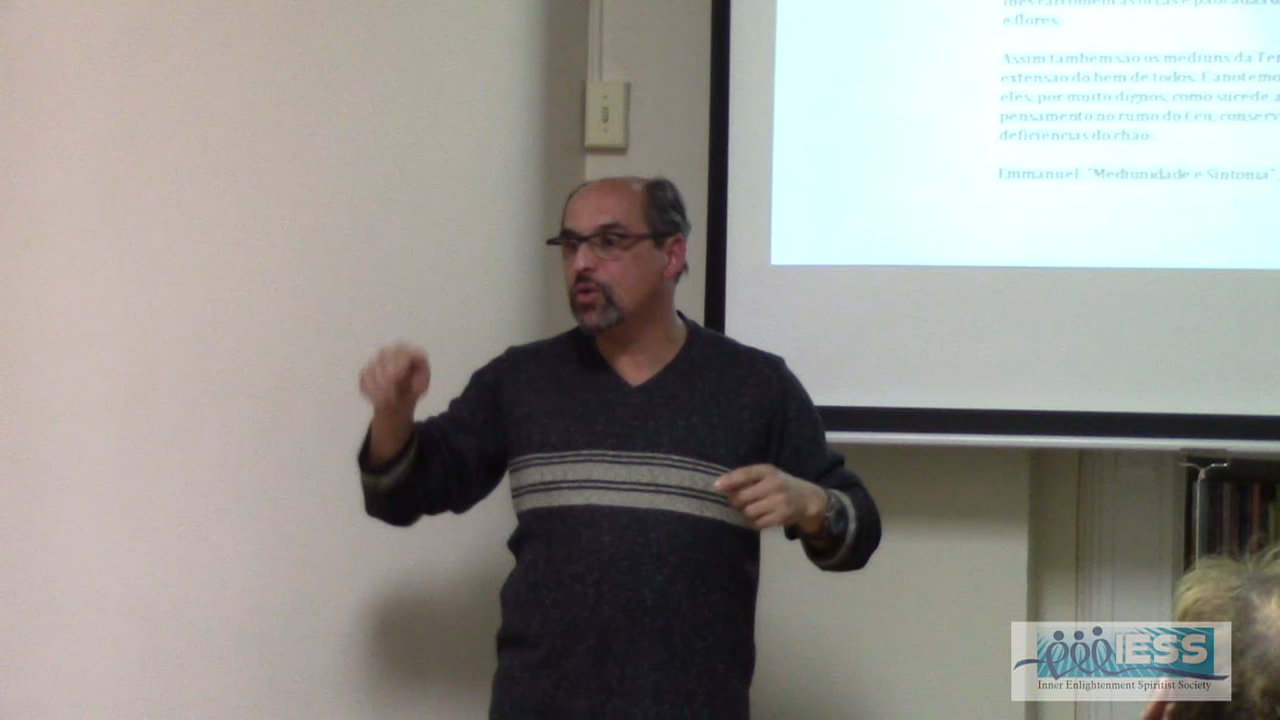 e flores.
Assim também são os médiuns da
extensão do bem de todos. E anotemo
eles, por muito dignos, como sucede a
pensamento no rumo do Céu, conserv
deficiências do chão.
Emmanuel: "Mediunidade e Sintonia".
IESS
Inner Enlightenment Spiritist Society